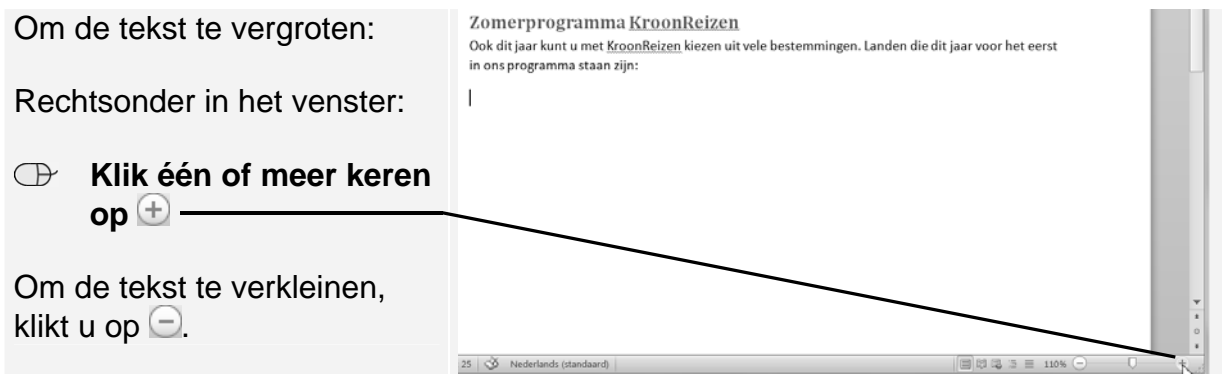 Om de tekst te vergroten:
Rechtsonder in het venster:
Klik één of meer keren
op
Om de tekst te verkleinen,
klikt u op .
Zomerprogramma KroonReizen
Ook dit jaar kunt u met KroonReizen kiezen uit vele bestemmingen. Landen die dit jaar voor het eerst
in ons programma staan zijn:
25 Nederlands (standaard) 110%